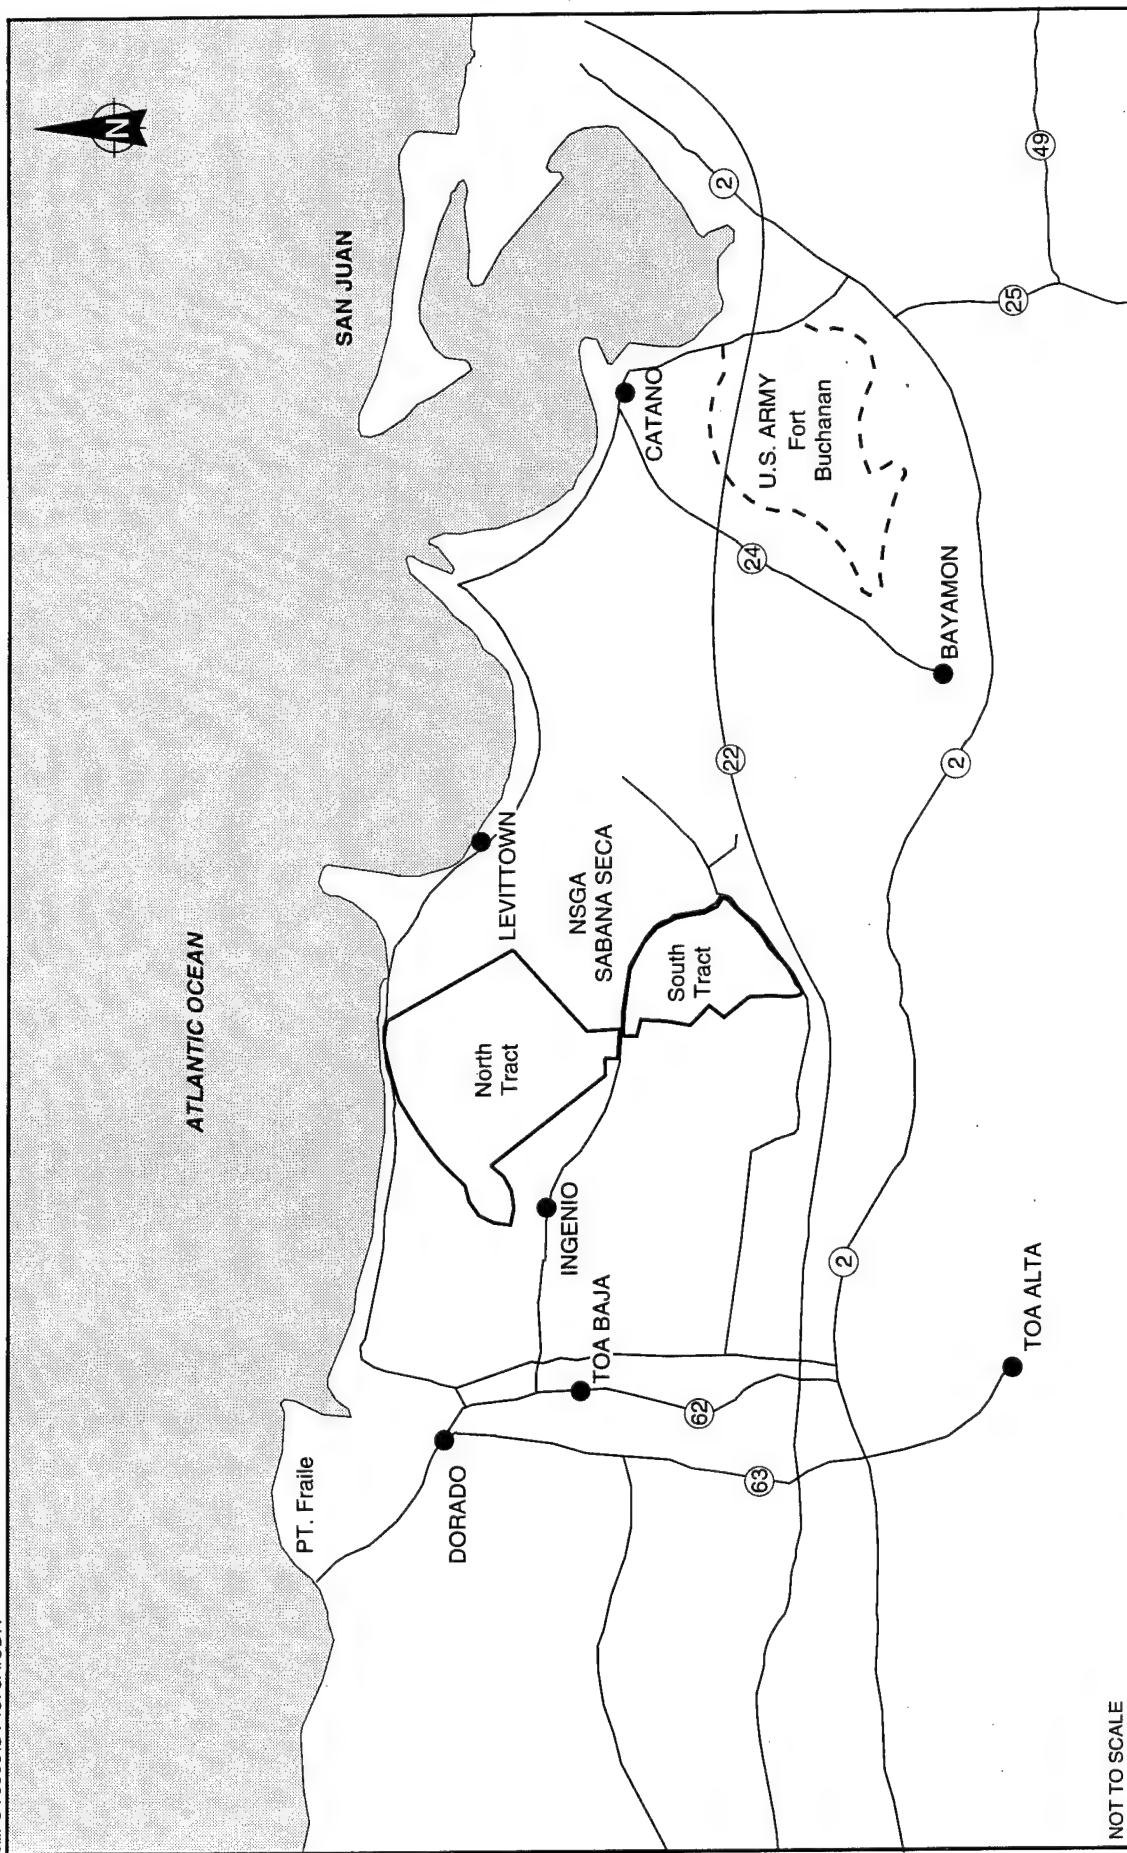 N
ATLANTIC OCEAN
SAN JUAN
PT. Fraile
DORADO
LEVITTOWN
North
Tract
INGENIO
TOA BAJA
NSGA
SABANA SECA
South
Tract
CATANO
U.S. ARMY
Fort
Buchanan
BAYAMON
TOA ALTA
63
62
2
22
2
24
2
25
49
NOT TO SCALE